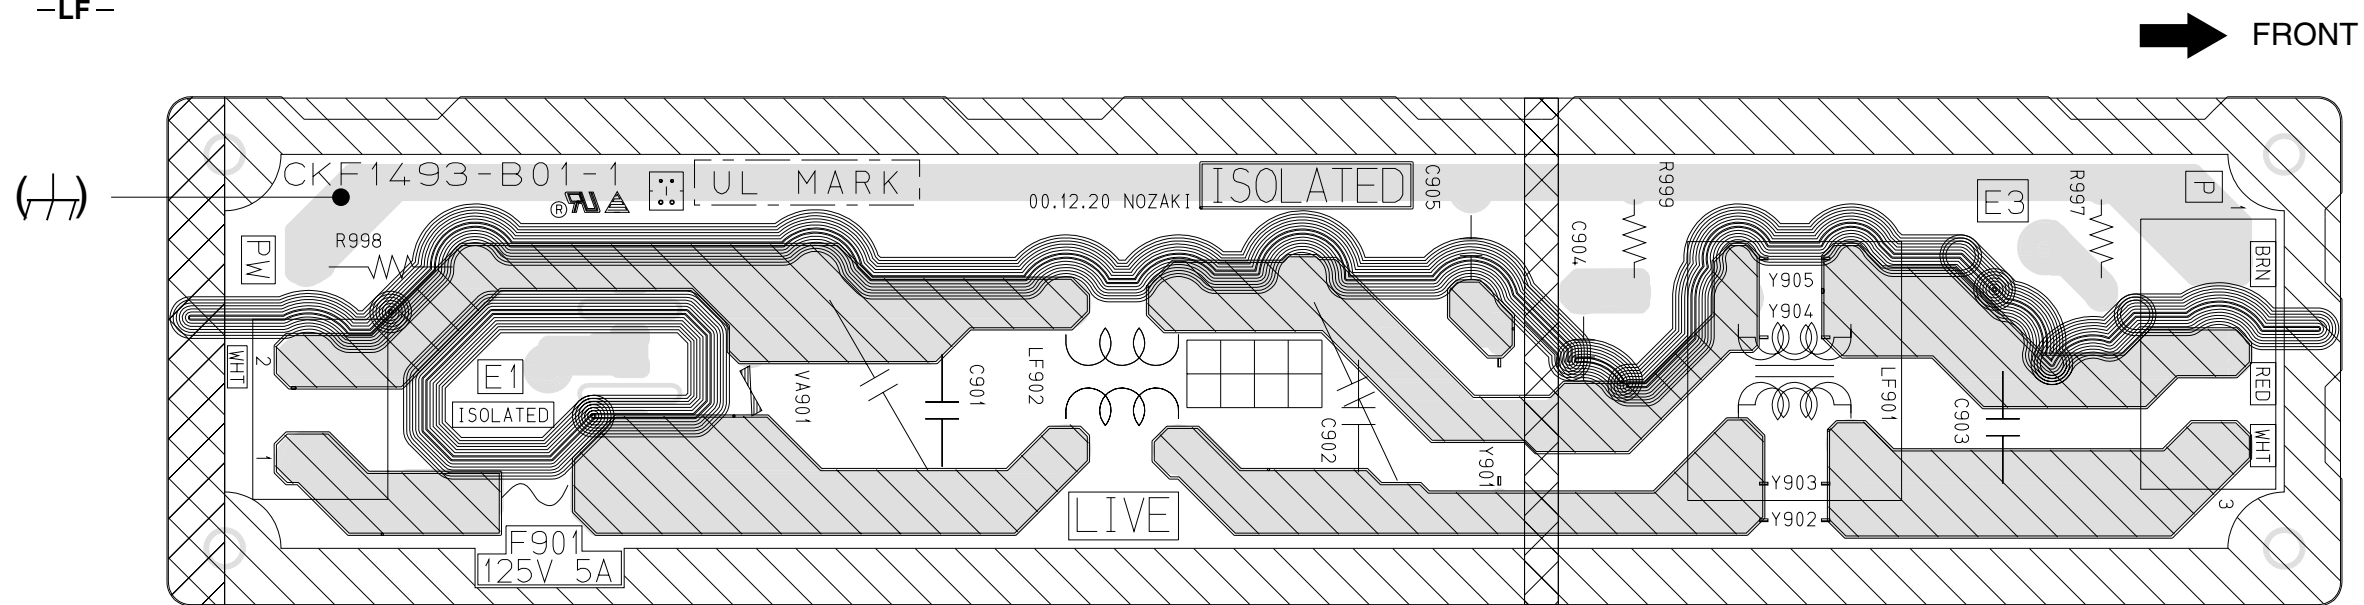 –LF–
FRONT
CKF1493-B01-1
® UL MARK
00.12.20 NOZAKI
ISOLATED
C905
R999
C904
E3
R997
P
1
PW
R998
BRN
Y905
Y904
WHT
2
E1
ISOLATED
VA901
C901
LF902
C902
Y901
LF901
C903
RED
WHT
1
Y903
Y902
3
LIVE
F901
125V 5A